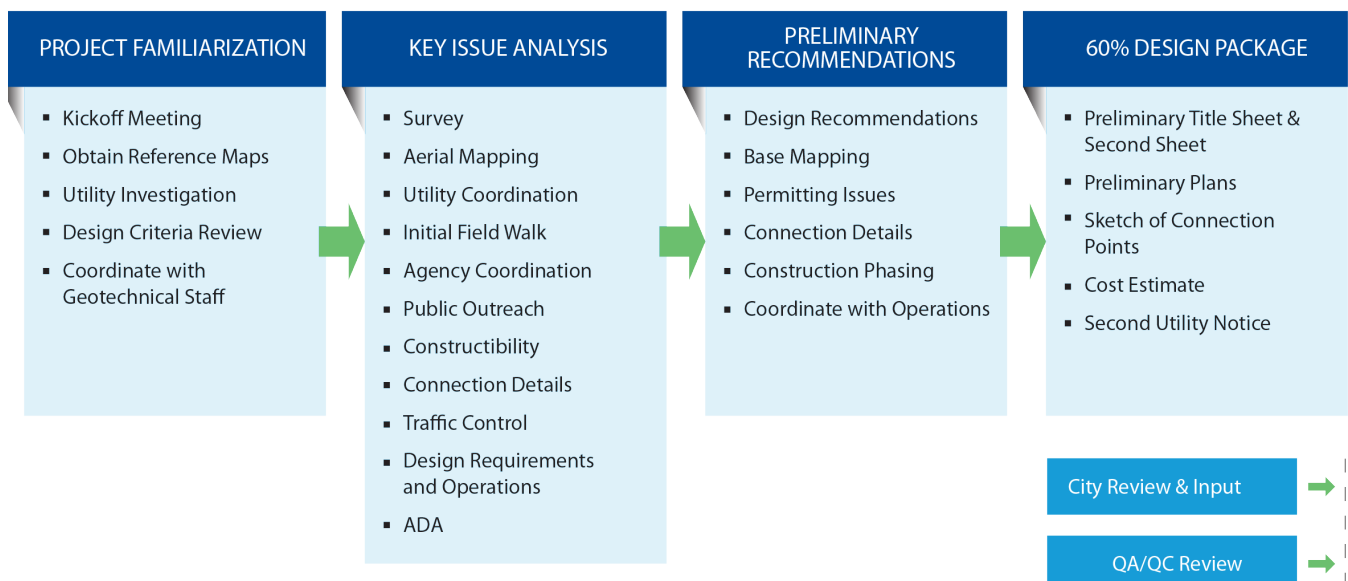 PROJECT FAMILIARIZATION
▪ Kickoff Meeting
▪ Obtain Reference Maps
▪ Utility Investigation
▪ Design Criteria Review
▪ Coordinate with
Geotechnical Staff
KEY ISSUE ANALYSIS
▪ Survey
▪ Aerial Mapping
▪ Utility Coordination
▪ Initial Field Walk
▪ Agency Coordination
▪ Public Outreach
▪ Constructibility
▪ Connection Details
▪ Traffic Control
▪ Design Requirements
and Operations
▪ ADA
PRELIMINARY
RECOMMENDATIONS
▪ Design Recommendations
▪ Base Mapping
▪ Permitting Issues
▪ Connection Details
▪ Construction Phasing
▪ Coordinate with Operations
60% DESIGN PACKAGE
▪ Preliminary Title Sheet &
Second Sheet
▪ Preliminary Plans
▪ Sketch of Connection
Points
▪ Cost Estimate
▪ Second Utility Notice
City Review & Input
QA/QC Review